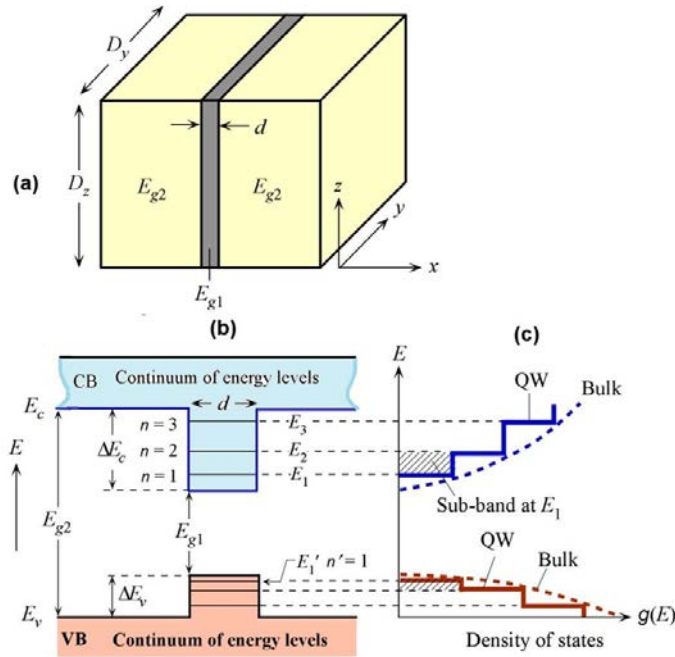 D_y
d
(a)
D_z
E_g2
E_g2
z
y
x
E_g1
(b)
(c)
CB
Continuum of energy levels
E
QW
Bulk
E_c
d
n = 3
E_3
ΔE_c
n = 2
E_2
E
n = 1
E_1
Sub-band at E_1
E_g2
E_g1
E_1′ n′ = 1
QW
Bulk
ΔE_v
E_v
g(E)
VB
Continuum of energy levels
Density of states